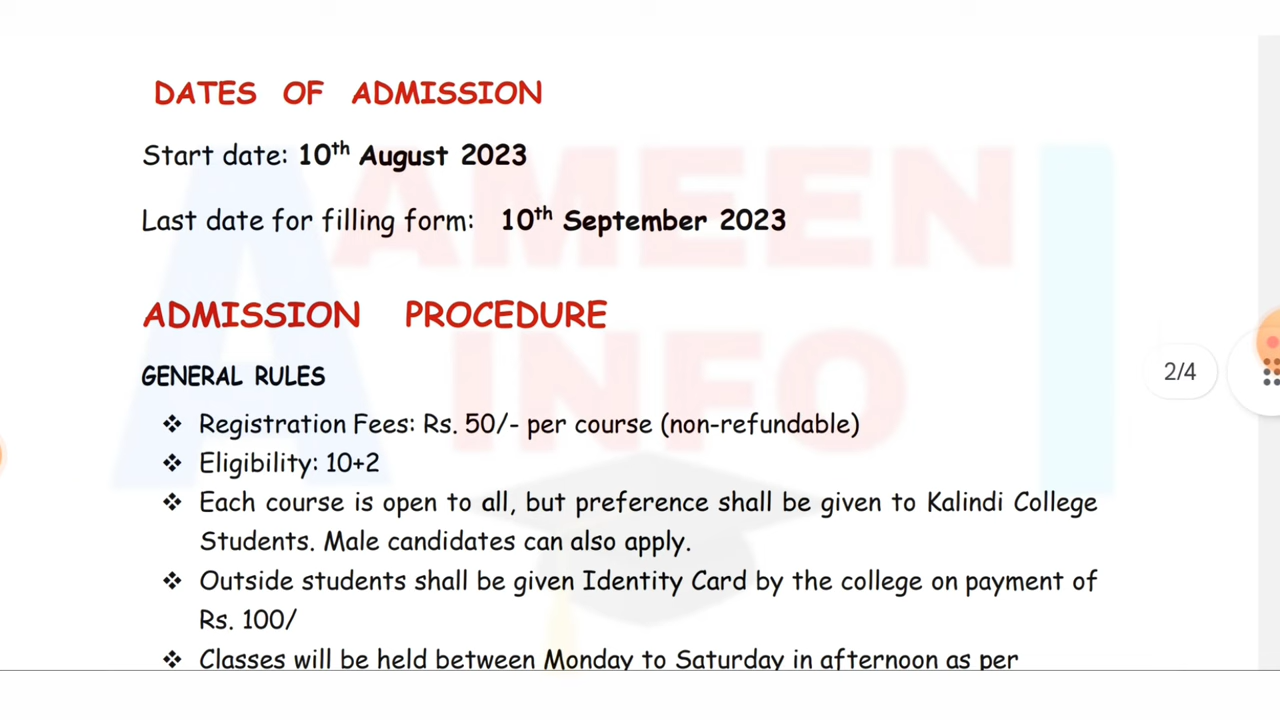 DATES OF ADMISSION
Start date: 10th August 2023
Last date for filling form: 10th September 2023
ADMISSION PROCEDURE
GENERAL RULES
❖ Registration Fees: Rs. 50/- per course (non-refundable)
❖ Eligibility: 10+2
❖ Each course is open to all, but preference shall be given to Kalindi College
Students. Male candidates can also apply.
❖ Outside students shall be given Identity Card by the college on payment of
Rs. 100/
❖ Classes will be held between Monday to Saturday in afternoon as per
2/4
AMEEN
INFO